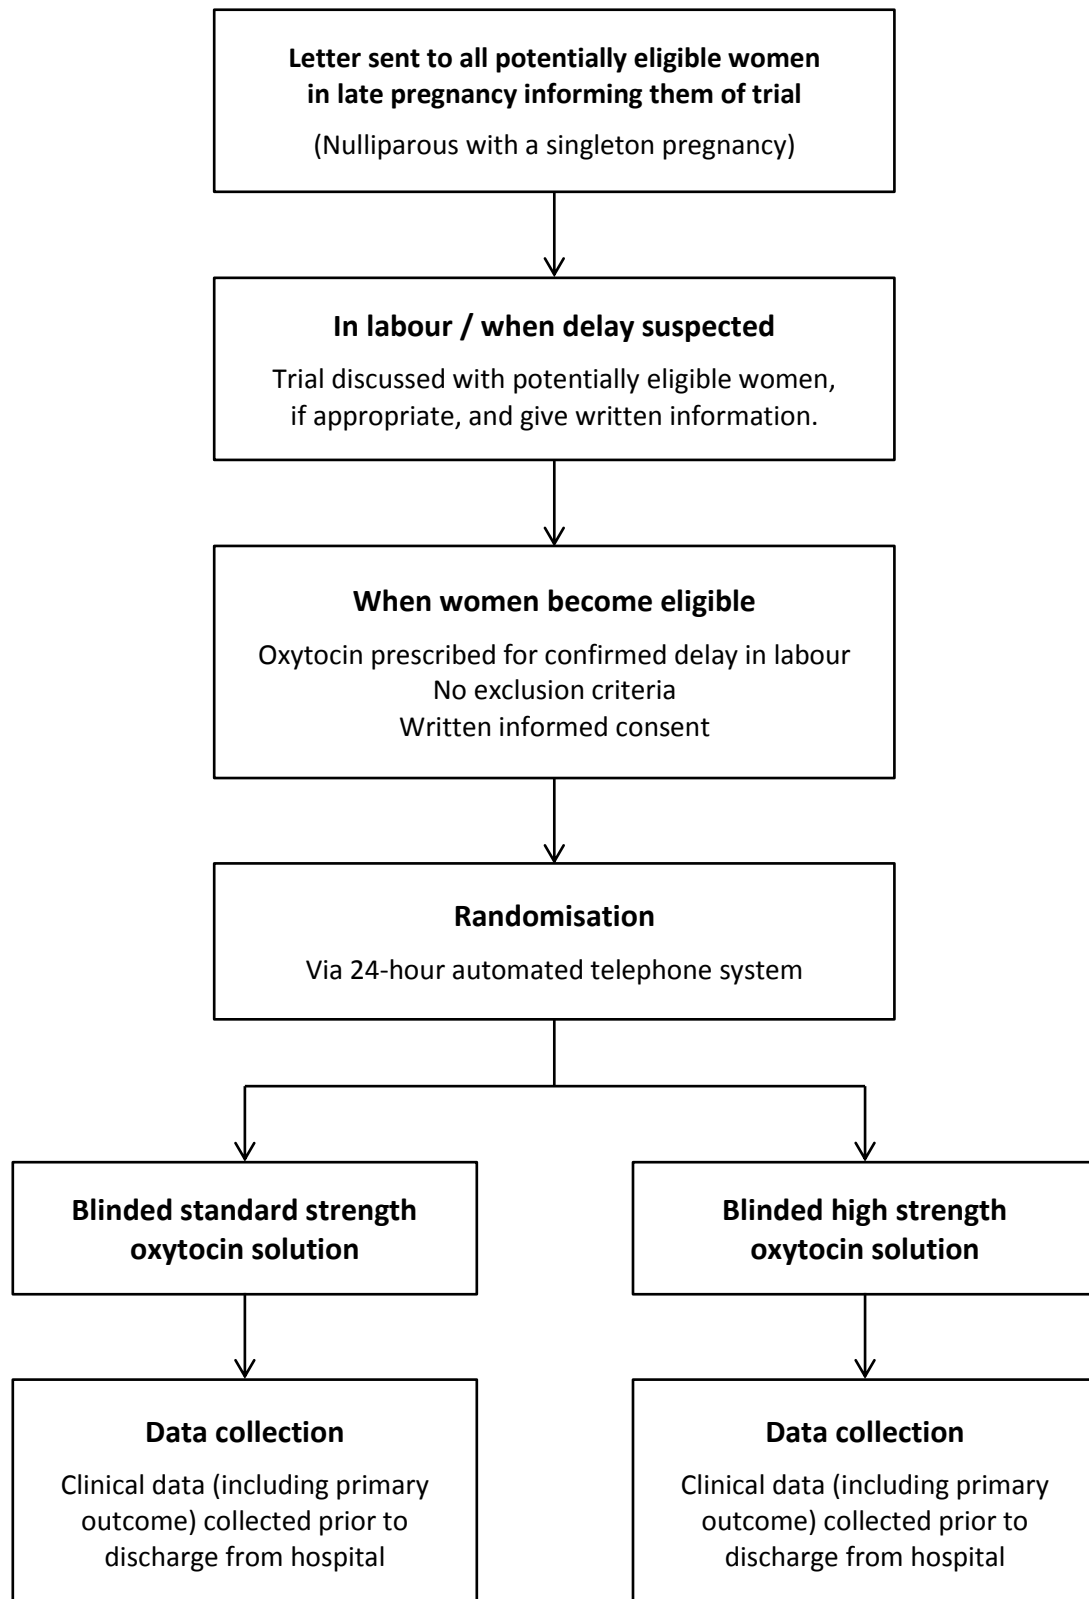 Letter sent to all potentially eligible women
in late pregnancy informing them of trial
(Nulliparous with a singleton pregnancy)
In labour / when delay suspected
Trial discussed with potentially eligible women,
if appropriate, and give written information.
When women become eligible
Oxytocin prescribed for confirmed delay in labour
No exclusion criteria
Written informed consent
Randomisation
Via 24-hour automated telephone system
Blinded standard strength
oxytocin solution
Blinded high strength
oxytocin solution
Data collection
Clinical data (including primary
outcome) collected prior to
discharge from hospital
Data collection
Clinical data (including primary
outcome) collected prior to
discharge from hospital